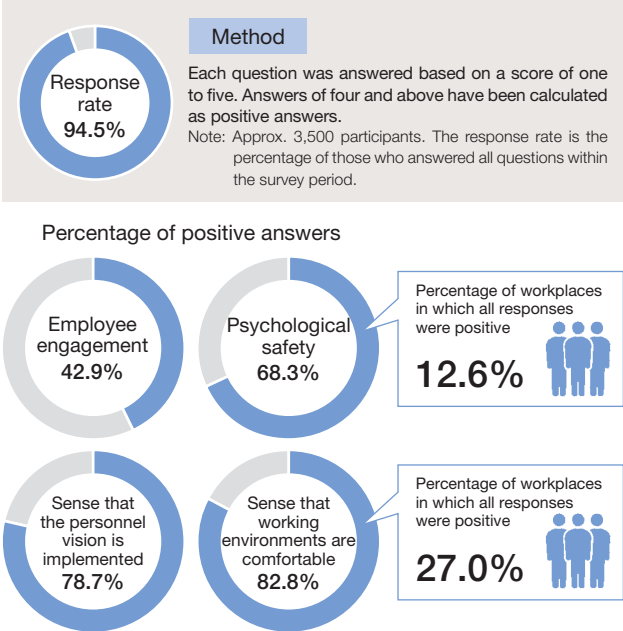 Response
rate
94.5%
Method
Each question was answered based on a score of one
to five. Answers of four and above have been calculated
as positive answers.
Note: Approx. 3,500 participants. The response rate is the
percentage of those who answered all questions within
the survey period.
Percentage of positive answers
Employee
engagement
42.9%
Psychological
safety
68.3%
Percentage of workplaces
in which all responses
were positive
12.6%
Sense that
the personnel
vision is
implemented
78.7%
Sense that
working
environments are
comfortable
82.8%
Percentage of workplaces
in which all responses
were positive
27.0%